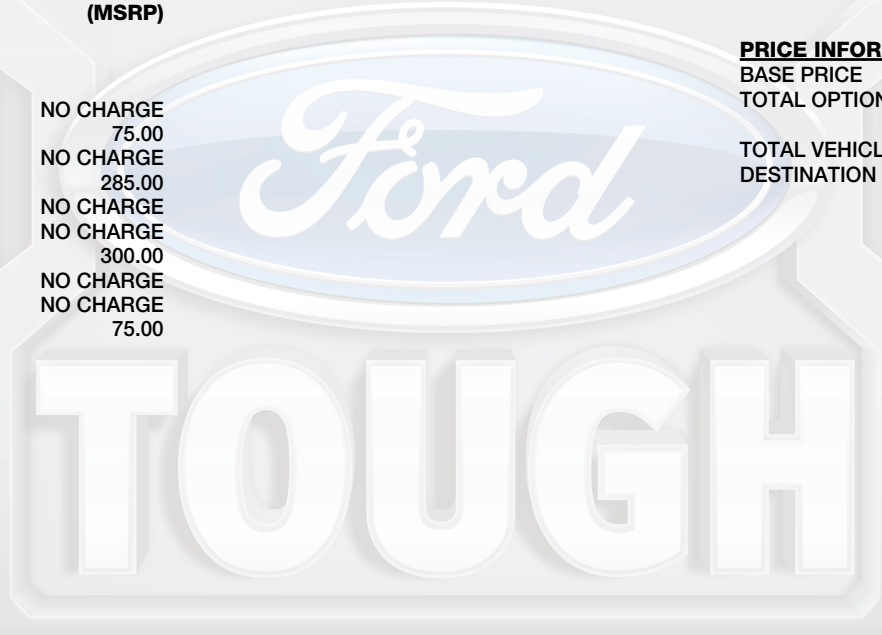 (MSRP)
NO CHARGE
75.00
NO CHARGE
285.00
NO CHARGE
NO CHARGE
300.00
NO CHARGE
NO CHARGE
75.00
PRICE INFOR
BASE PRICE
TOTAL OPTION
TOTAL VEHICL
DESTINATION
Ford
TOUGH